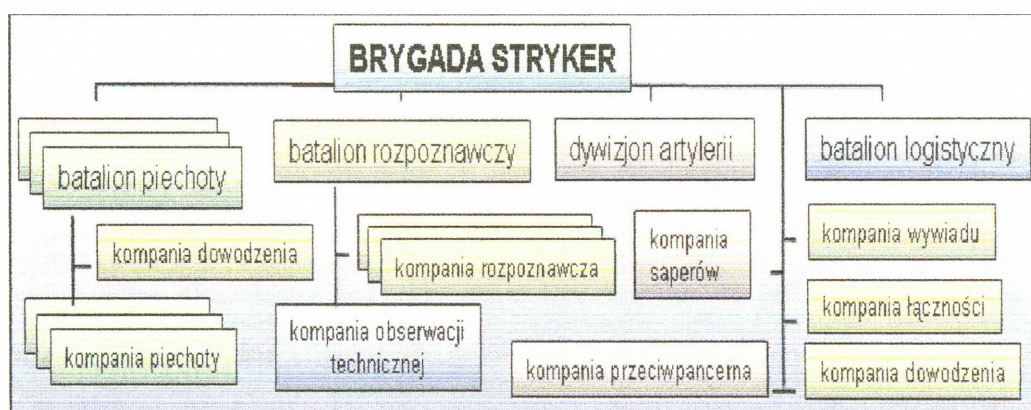 BRYGADA STRYKER
batalion piechoty
batalion rozpoznawczy
dywizjon artylerii
batalion logistyczny
kompania dowodzenia
kompania piechoty
kompania rozpoznawcza
kompania obserwacji
technicznej
kompania
saperów
kompania przeciwpancerna
kompania wywiadu
kompania łączności
kompania dowodzenia